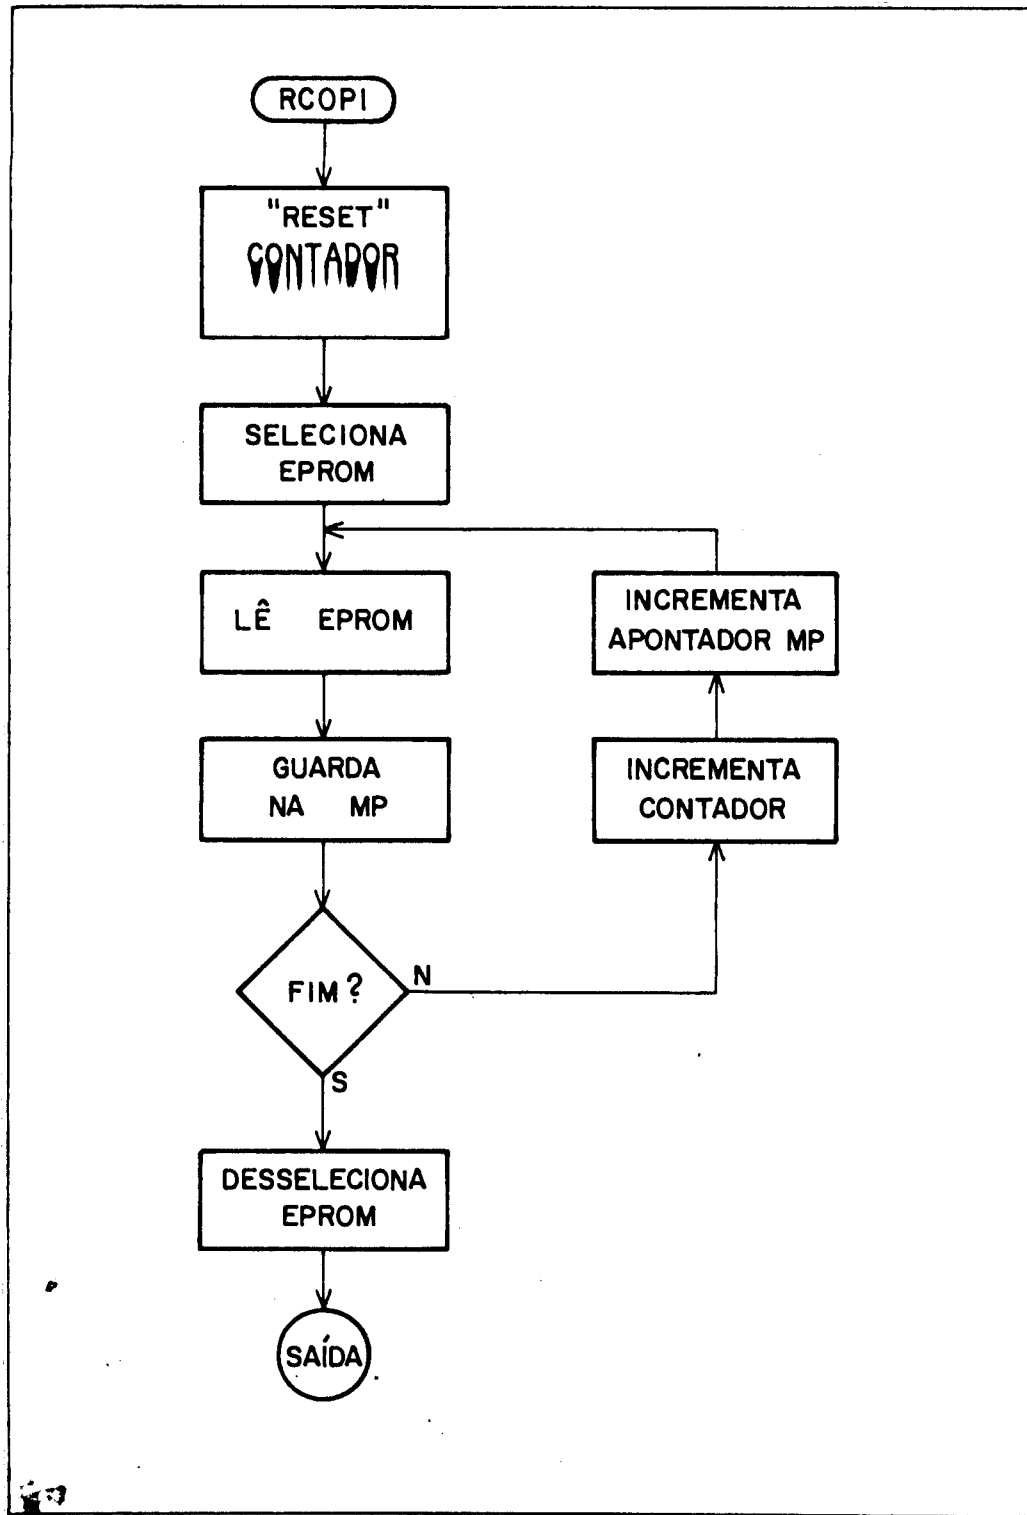 RCOPI
"RESET"
CONTADOR
SELECIONA
EPROM
LÊ EPROM
INCREMENTA
APONTADOR MP
GUARDA
NA MP
INCREMENTA
CONTADOR
FIM?
N
S
DESSELECIONA
EPROM
SAÍDA